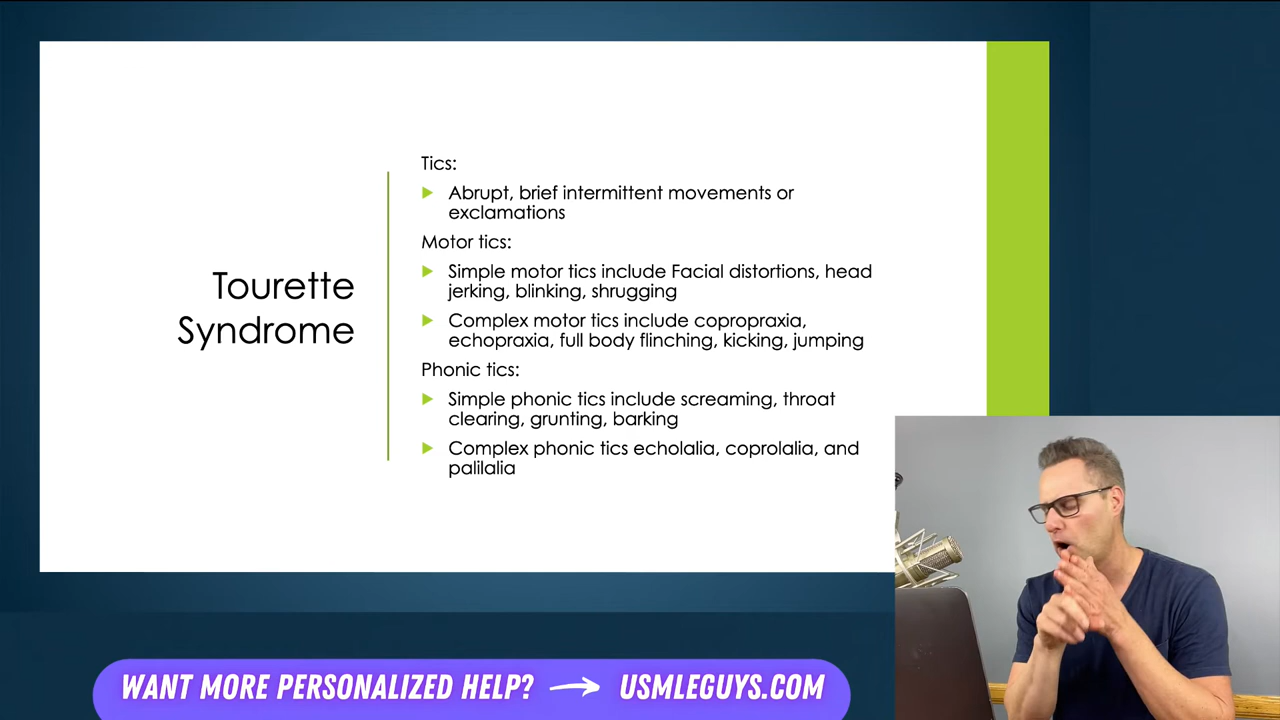 Tourette
Syndrome
Tics:
Abrupt, brief intermittent movements or
exclamations
Motor tics:
Simple motor tics include Facial distortions, head
jerking, blinking, shrugging
Complex motor tics include copropraxia,
echopraxia, full body flinching, kicking, jumping
Phonic tics:
Simple phonic tics include screaming, throat
clearing, grunting, barking
Complex phonic tics echolalia, coprolalia, and
palilalia
WANT MORE PERSONALIZED HELP? → USMLEGUYS.COM